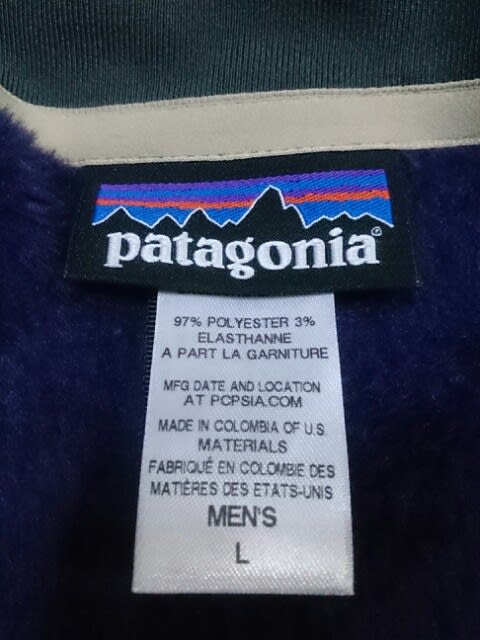 patagonia®
97% POLYESTER 3%
ELASTHANNE
A PART LA GARNITURE
MFG DATE AND LOCATION
AT PCPSIA.COM
MADE IN COLOMBIA OF U.S.
MATERIALS
FABRIQUÉ EN COLOMBIE DES
MATIÈRES DES ETATS-UNIS
MEN'S
L